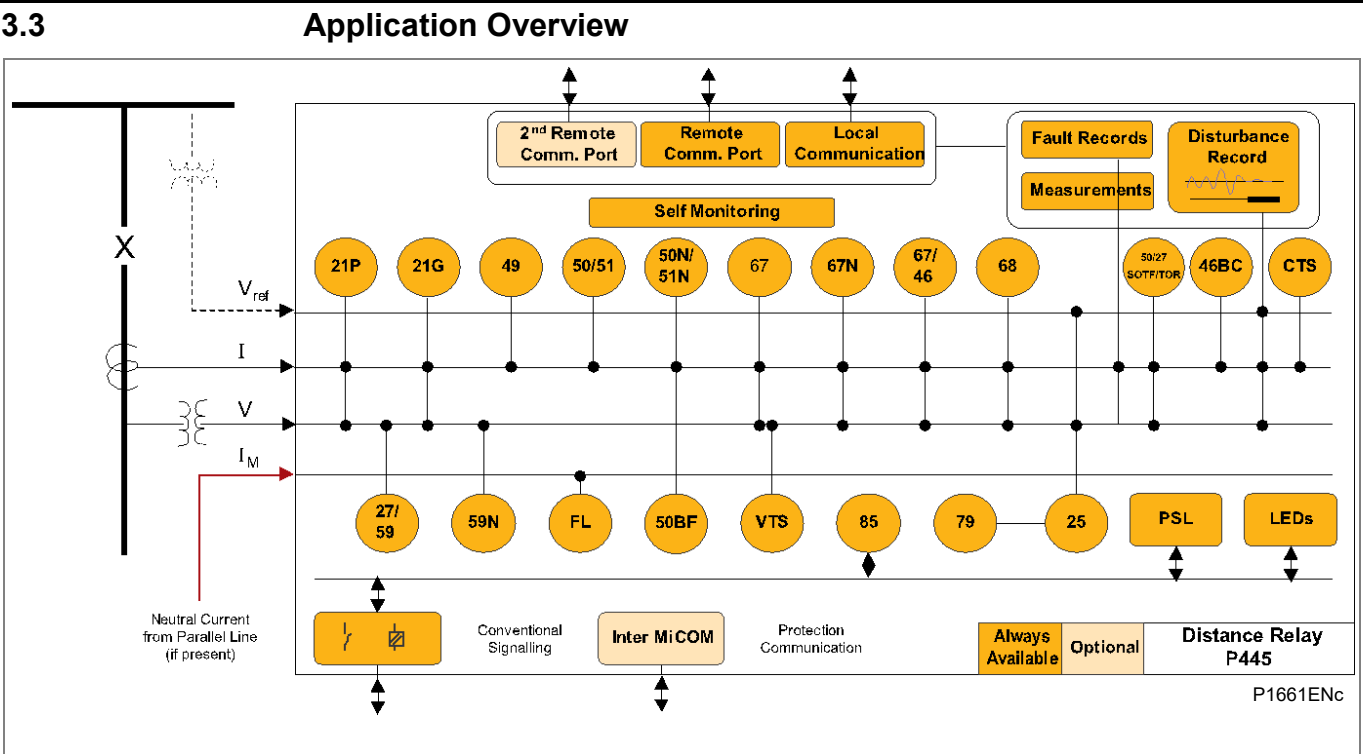 3.3 Application Overview
2nd Remote
Comm. Port
Remote
Comm. Port
Local
Communication
Fault Records
Measurements
Disturbance
Record
Self Monitoring
X
21P
21G
49
50/51
50N/
51N
67
67N
67/
46
68
50/27
SOTF/TOR
46BC
CTS
Vref
I
V
IM
27/
59
59N
FL
50BF
VTS
85
79
25
PSL
LEDs
Neutral Current
from Parallel Line
(if present)
Conventional
Signalling
Inter MiCOM
Protection
Communication
Always
Available
Optional
Distance Relay
P445
P1661ENc